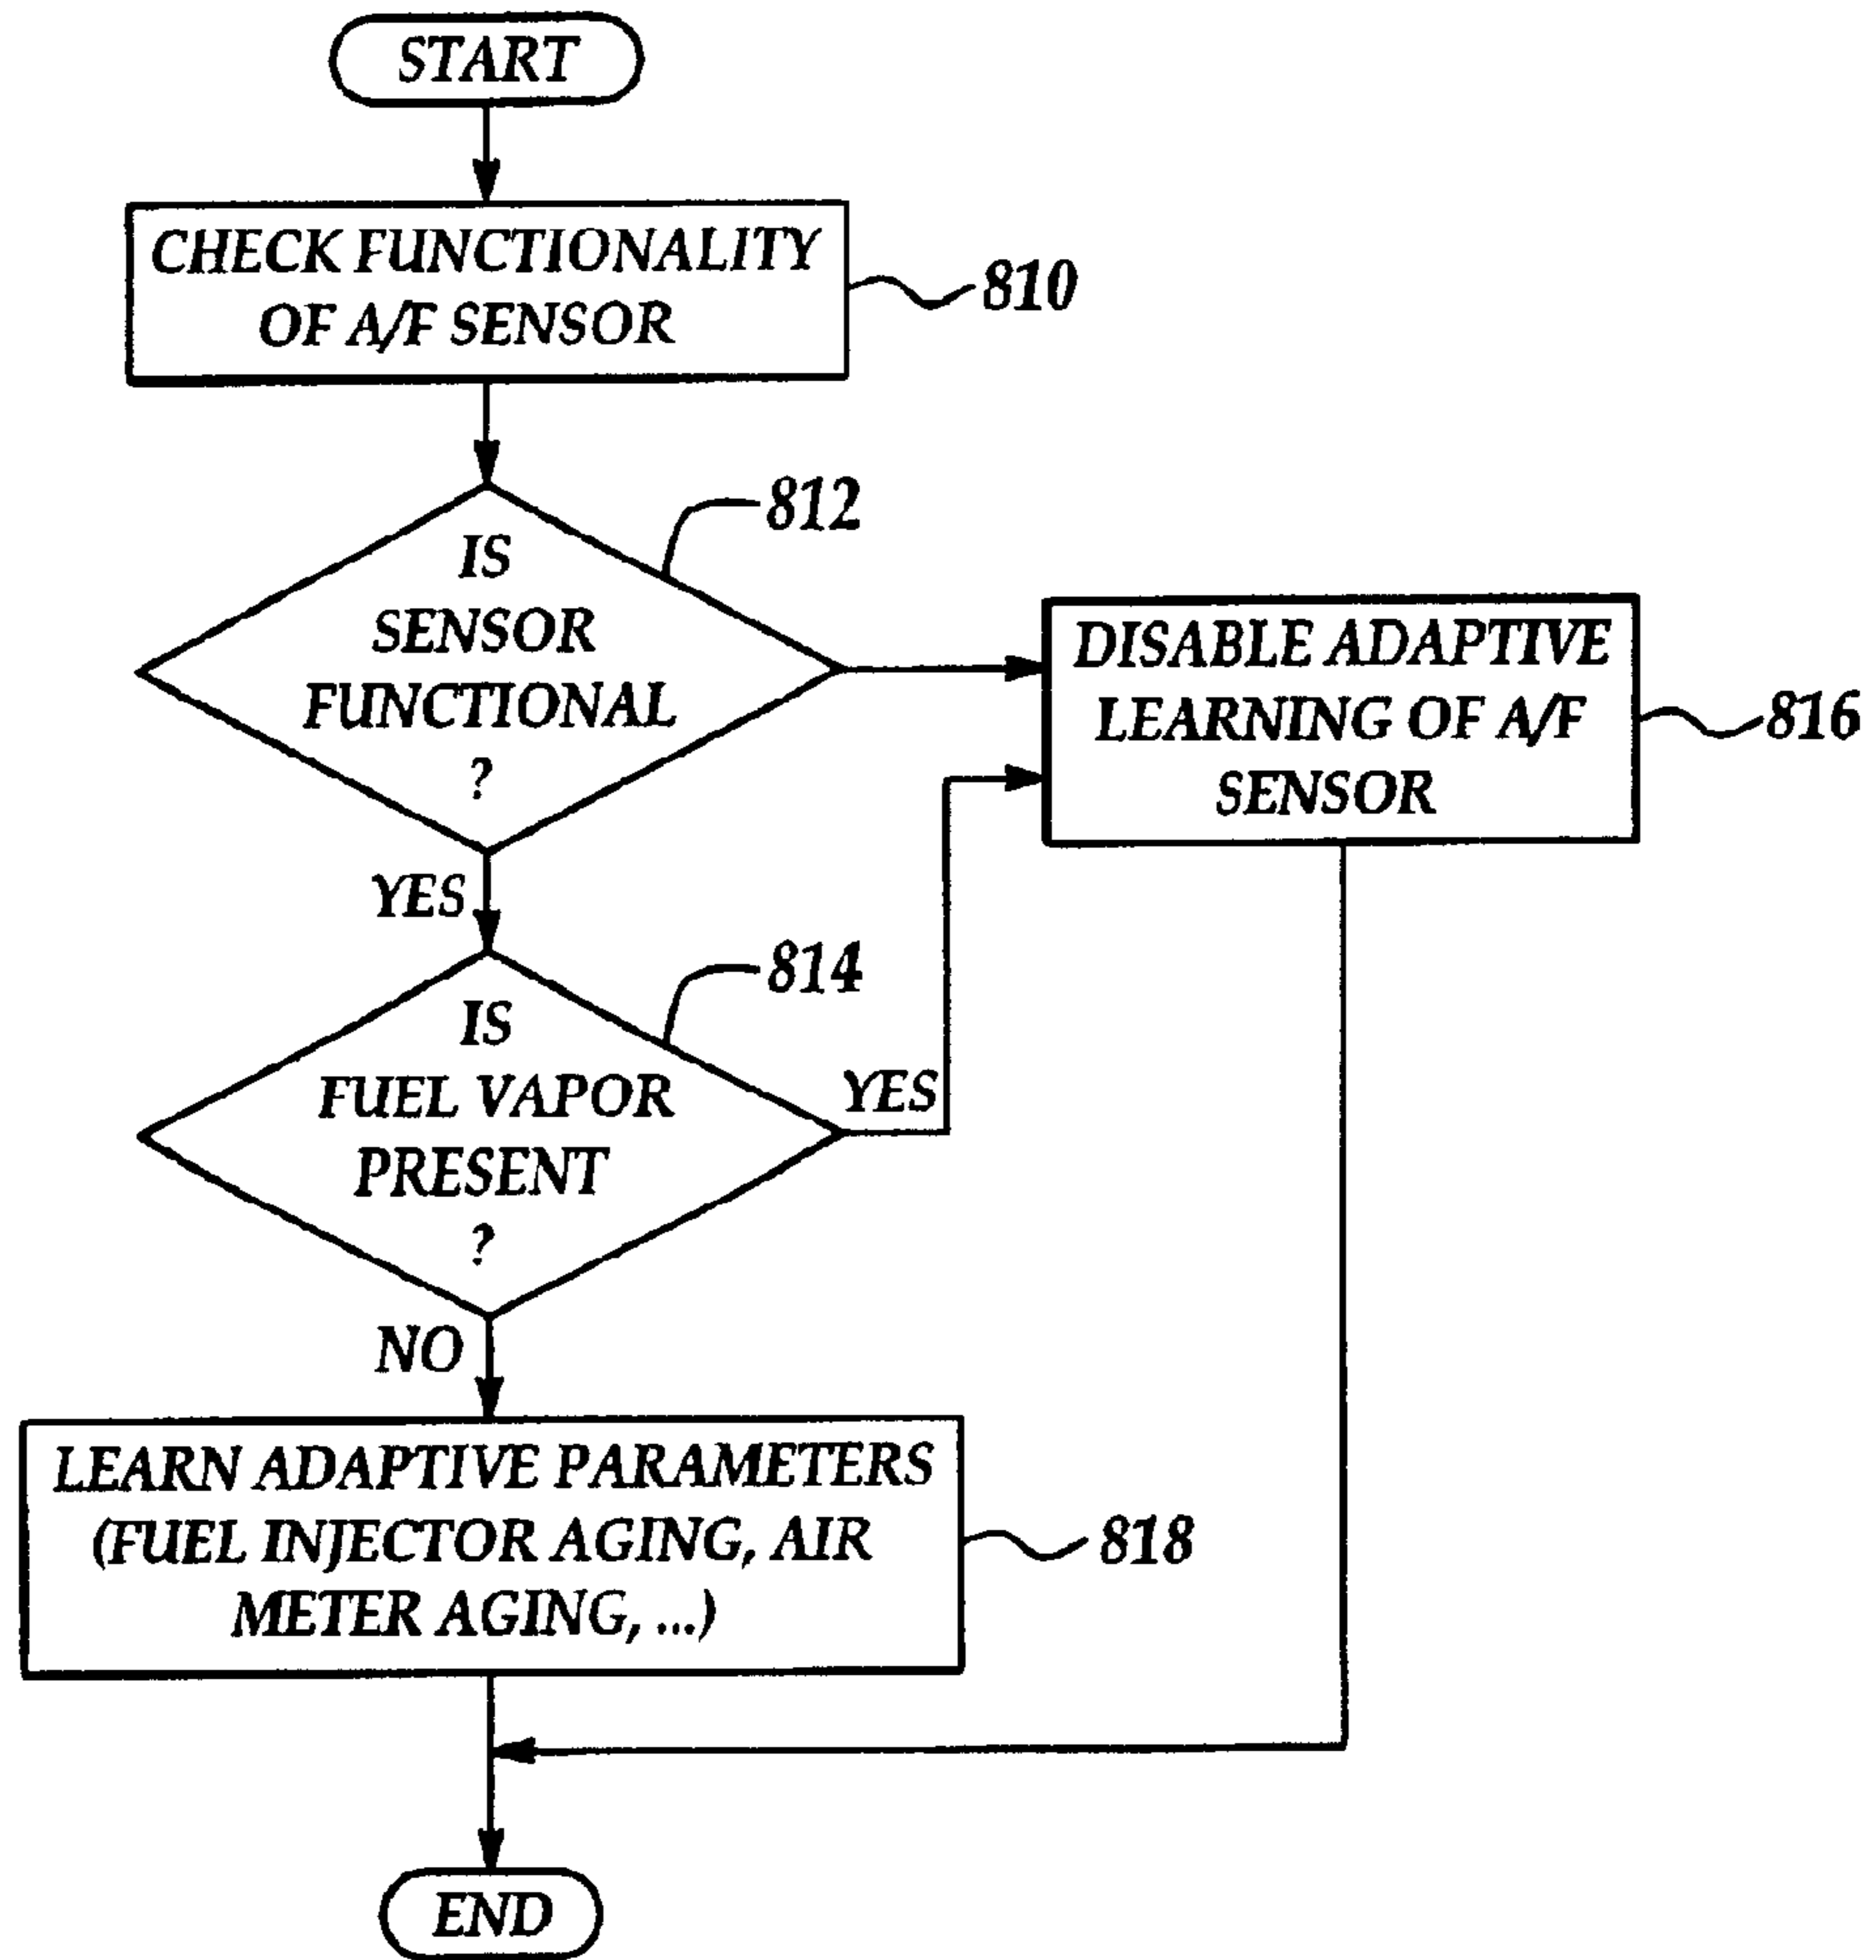 START
CHECK FUNCTIONALITY
OF A/F SENSOR
810
IS
SENSOR
FUNCTIONAL
?
812
DISABLE ADAPTIVE
LEARNING OF A/F
SENSOR
816
YES
IS
FUEL VAPOR
PRESENT
?
814
YES
NO
LEARN ADAPTIVE PARAMETERS
(FUEL INJECTOR AGING, AIR
METER AGING, ...)
818
END